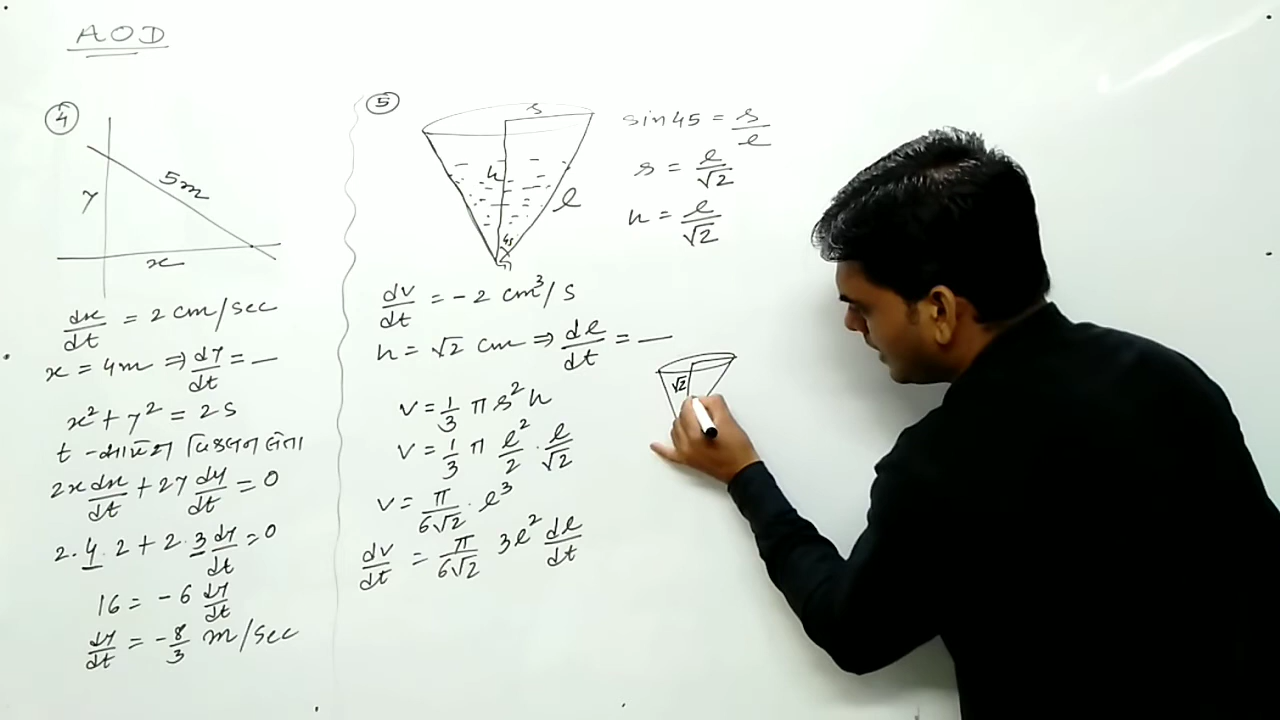 AOD
④
y
5m
x
dx/dt = 2 cm/sec
x = 4m ⇒ dy/dt = —
x² + y² = 25
t - सापेक्ष
2x dx/dt + 2y dy/dt = 0
2. 4. 2 + 2. 3 dy/dt = 0
16 = -6 dy/dt
dy/dt = -8/3 m/sec
⑤
r
h
l
45
sin45 = r/l
r = l/√2
h = l/√2
dv/dt = -2 cm³/s
h = √2 cm ⇒ dl/dt = —
v = 1/3 π r² h
v = 1/3 π l²/2 . l/√2
v = π/6√2 . l³
dv/dt = π/6√2 3l² dl/dt
√2